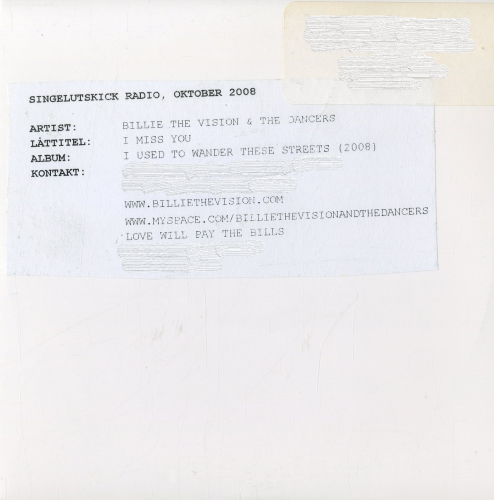 SINGELUTSKICK RADIO, OKTOBER 2008
ARTIST: BILLIE THE VISION & THE DANCERS
LÅTTITEL: I MISS YOU
ALBUM: I USED TO WANDER THESE STREETS (2008)
KONTAKT:
WWW.BILLIETHEVISION.COM
WWW.MYSPACE.COM/BILLIETHEVISIONANDTHEDANCERS
LOVE WILL PAY THE BILLS